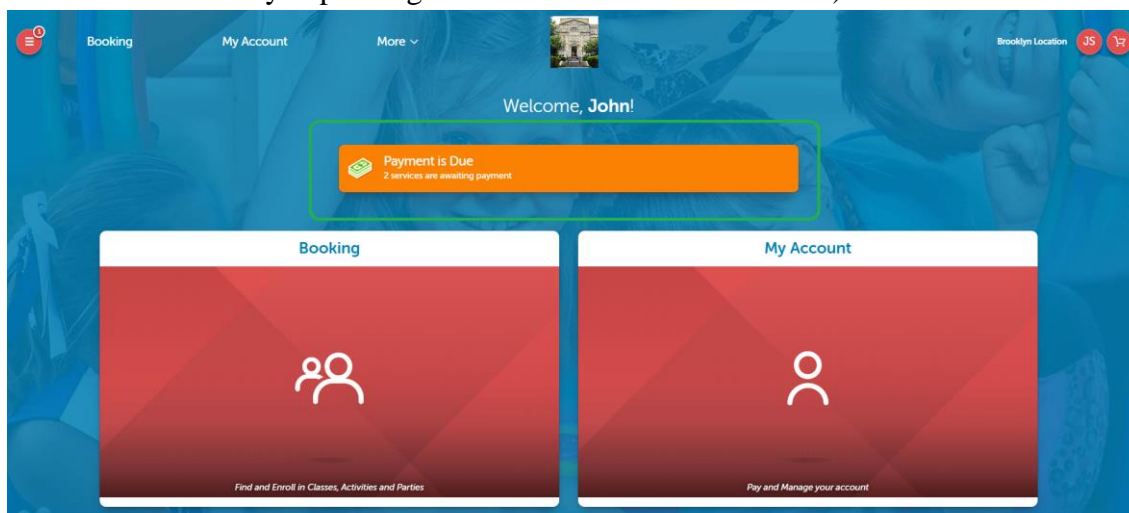 1
Booking My Account More
Brooklyn Location JS
Welcome, John!
Payment is Due
2 services are awaiting payment
Booking
My Account
Find and Enroll in Classes, Activities and Parties
Pay and Manage your account